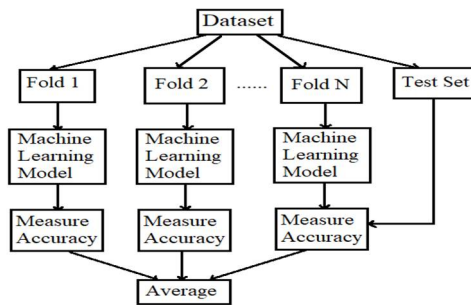 Dataset
Fold 1
Fold 2
......
Fold N
Test Set
Machine
Learning
Model
Machine
Learning
Model
Machine
Learning
Model
Measure
Accuracy
Measure
Accuracy
Measure
Accuracy
Average